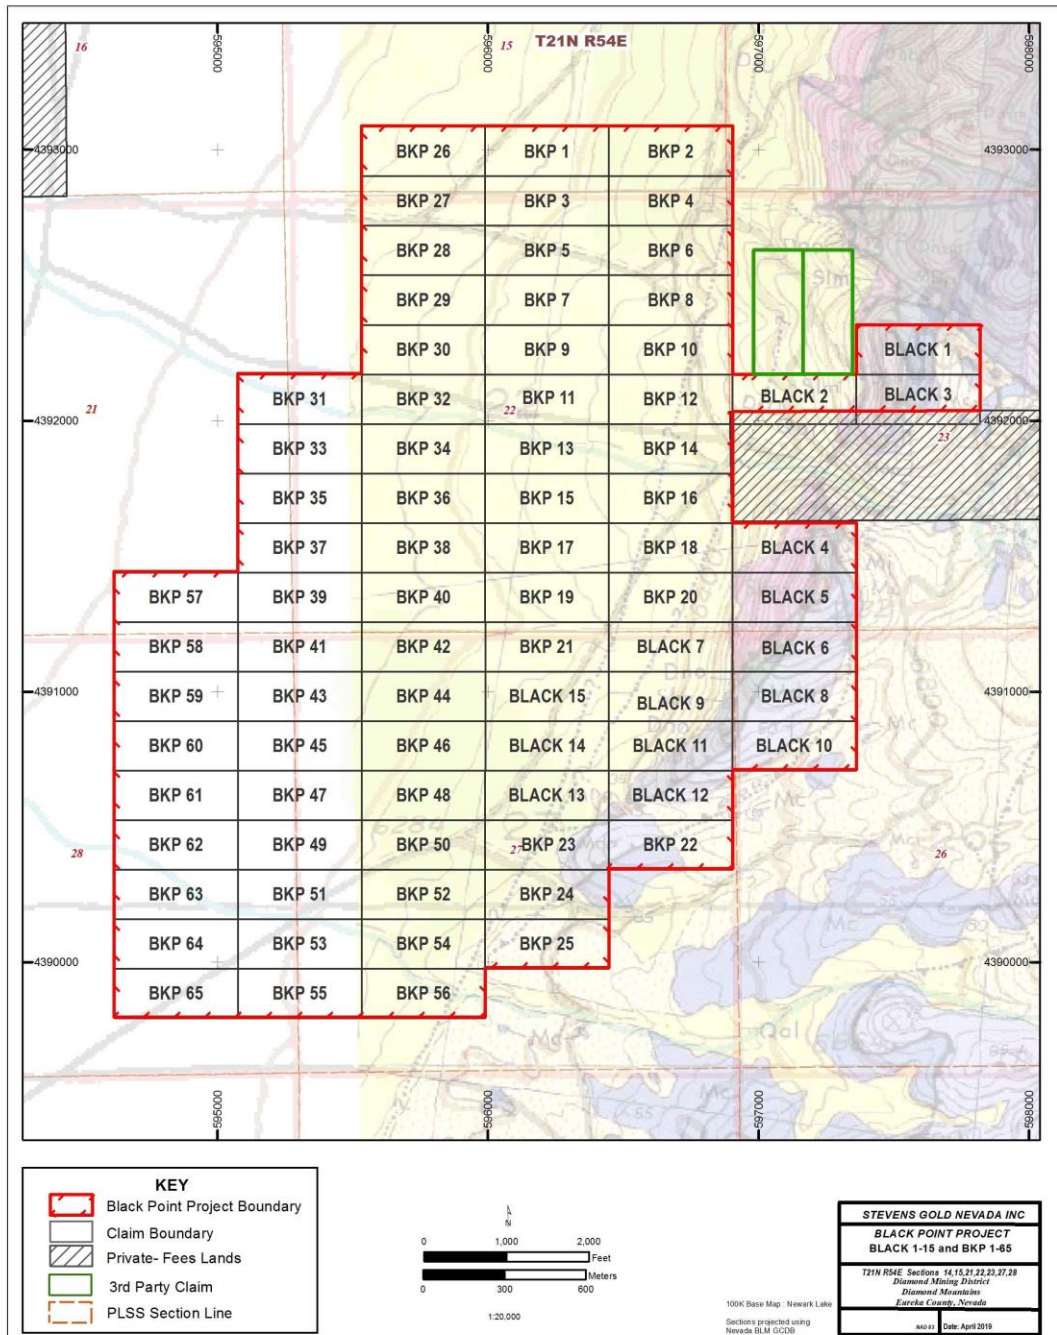 T21N R54E
16
15
595000
596000
597000
598000
4393000
4393000
BKP 26
BKP 1
BKP 2
BKP 27
BKP 3
BKP 4
BKP 28
BKP 5
BKP 6
Slm
BKP 29
BKP 7
BKP 8
BKP 30
BKP 9
BKP 10
BLACK 1
BKP 31
BKP 32
BKP 11
BKP 12
BLACK 2
BLACK 3
21
22
4392000
4392000
23
BKP 33
BKP 34
BKP 13
BKP 14
BKP 35
BKP 36
BKP 15
BKP 16
BKP 37
BKP 38
BKP 17
BKP 18
BLACK 4
BKP 57
BKP 39
BKP 40
BKP 19
BKP 20
BLACK 5
BKP 58
BKP 41
BKP 42
BKP 21
BLACK 7
BLACK 6
4391000
4391000
BKP 59
BKP 43
BKP 44
BLACK 15
BLACK 9
BLACK 8
BKP 60
BKP 45
BKP 46
BLACK 14
BLACK 11
BLACK 10
BKP 61
BKP 47
BKP 48
BLACK 13
BLACK 12
6284
28
BKP 62
BKP 49
BKP 50
27
BKP 23
BKP 22
26
BKP 63
BKP 51
BKP 52
BKP 24
BKP 64
BKP 53
BKP 54
BKP 25
4390000
4390000
BKP 65
BKP 55
BKP 56
Qal
595000
596000
597000
598000
KEY
Black Point Project Boundary
Claim Boundary
Private- Fees Lands
3rd Party Claim
PLSS Section Line
N
0 1,000 2,000
Feet
Meters
0 300 600
1:20,000
100K Base Map : Newark Lake
Sections projected using
Nevada BLM GCDB
STEVENS GOLD NEVADA INC
BLACK POINT PROJECT
BLACK 1-15 and BKP 1-65
T21N R54E Sections 14,15,21,22,23,27,28
Diamond Mining District
Diamond Mountains
Eureka County, Nevada
NAD 83
Date: April 2019